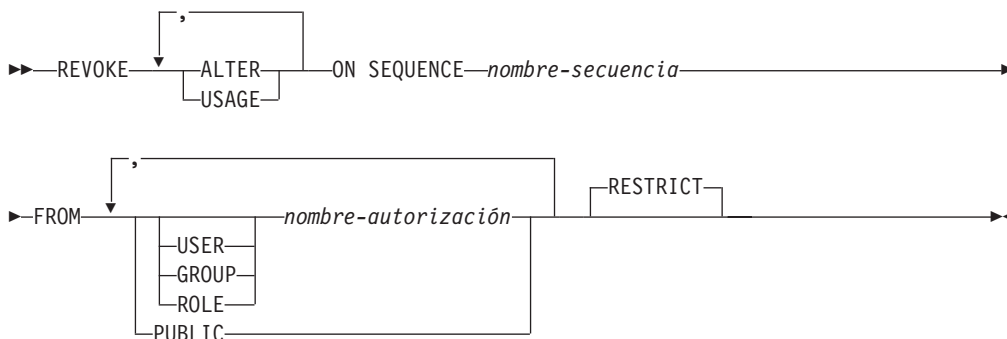 ,
REVOKE ALTER ON SEQUENCE nombre-secuencia
USAGE
,
RESTRICT
FROM nombre-autorización
USER
GROUP
ROLE
PUBLIC